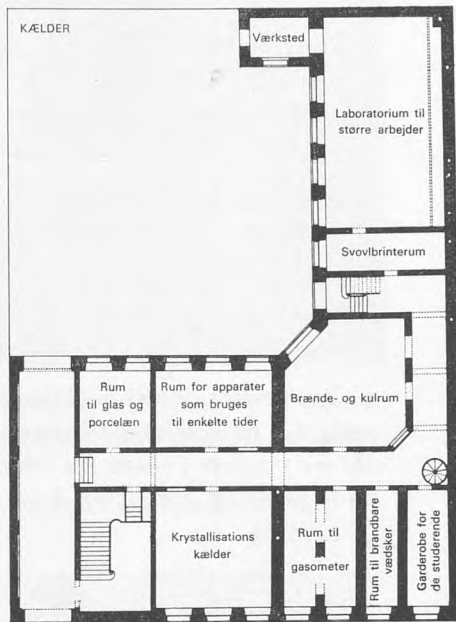 KÆLDER
Værksted
Laboratorium til
større arbejder
Svovlbrinterum
Rum
til glas og
porcelæn
Rum for apparater
som bruges
til enkelte tider
Brænde- og kulrum
Krystallisations
kælder
Rum til
gasometer
Rum til brandbare
vædsker
Garderobe for
de studerende